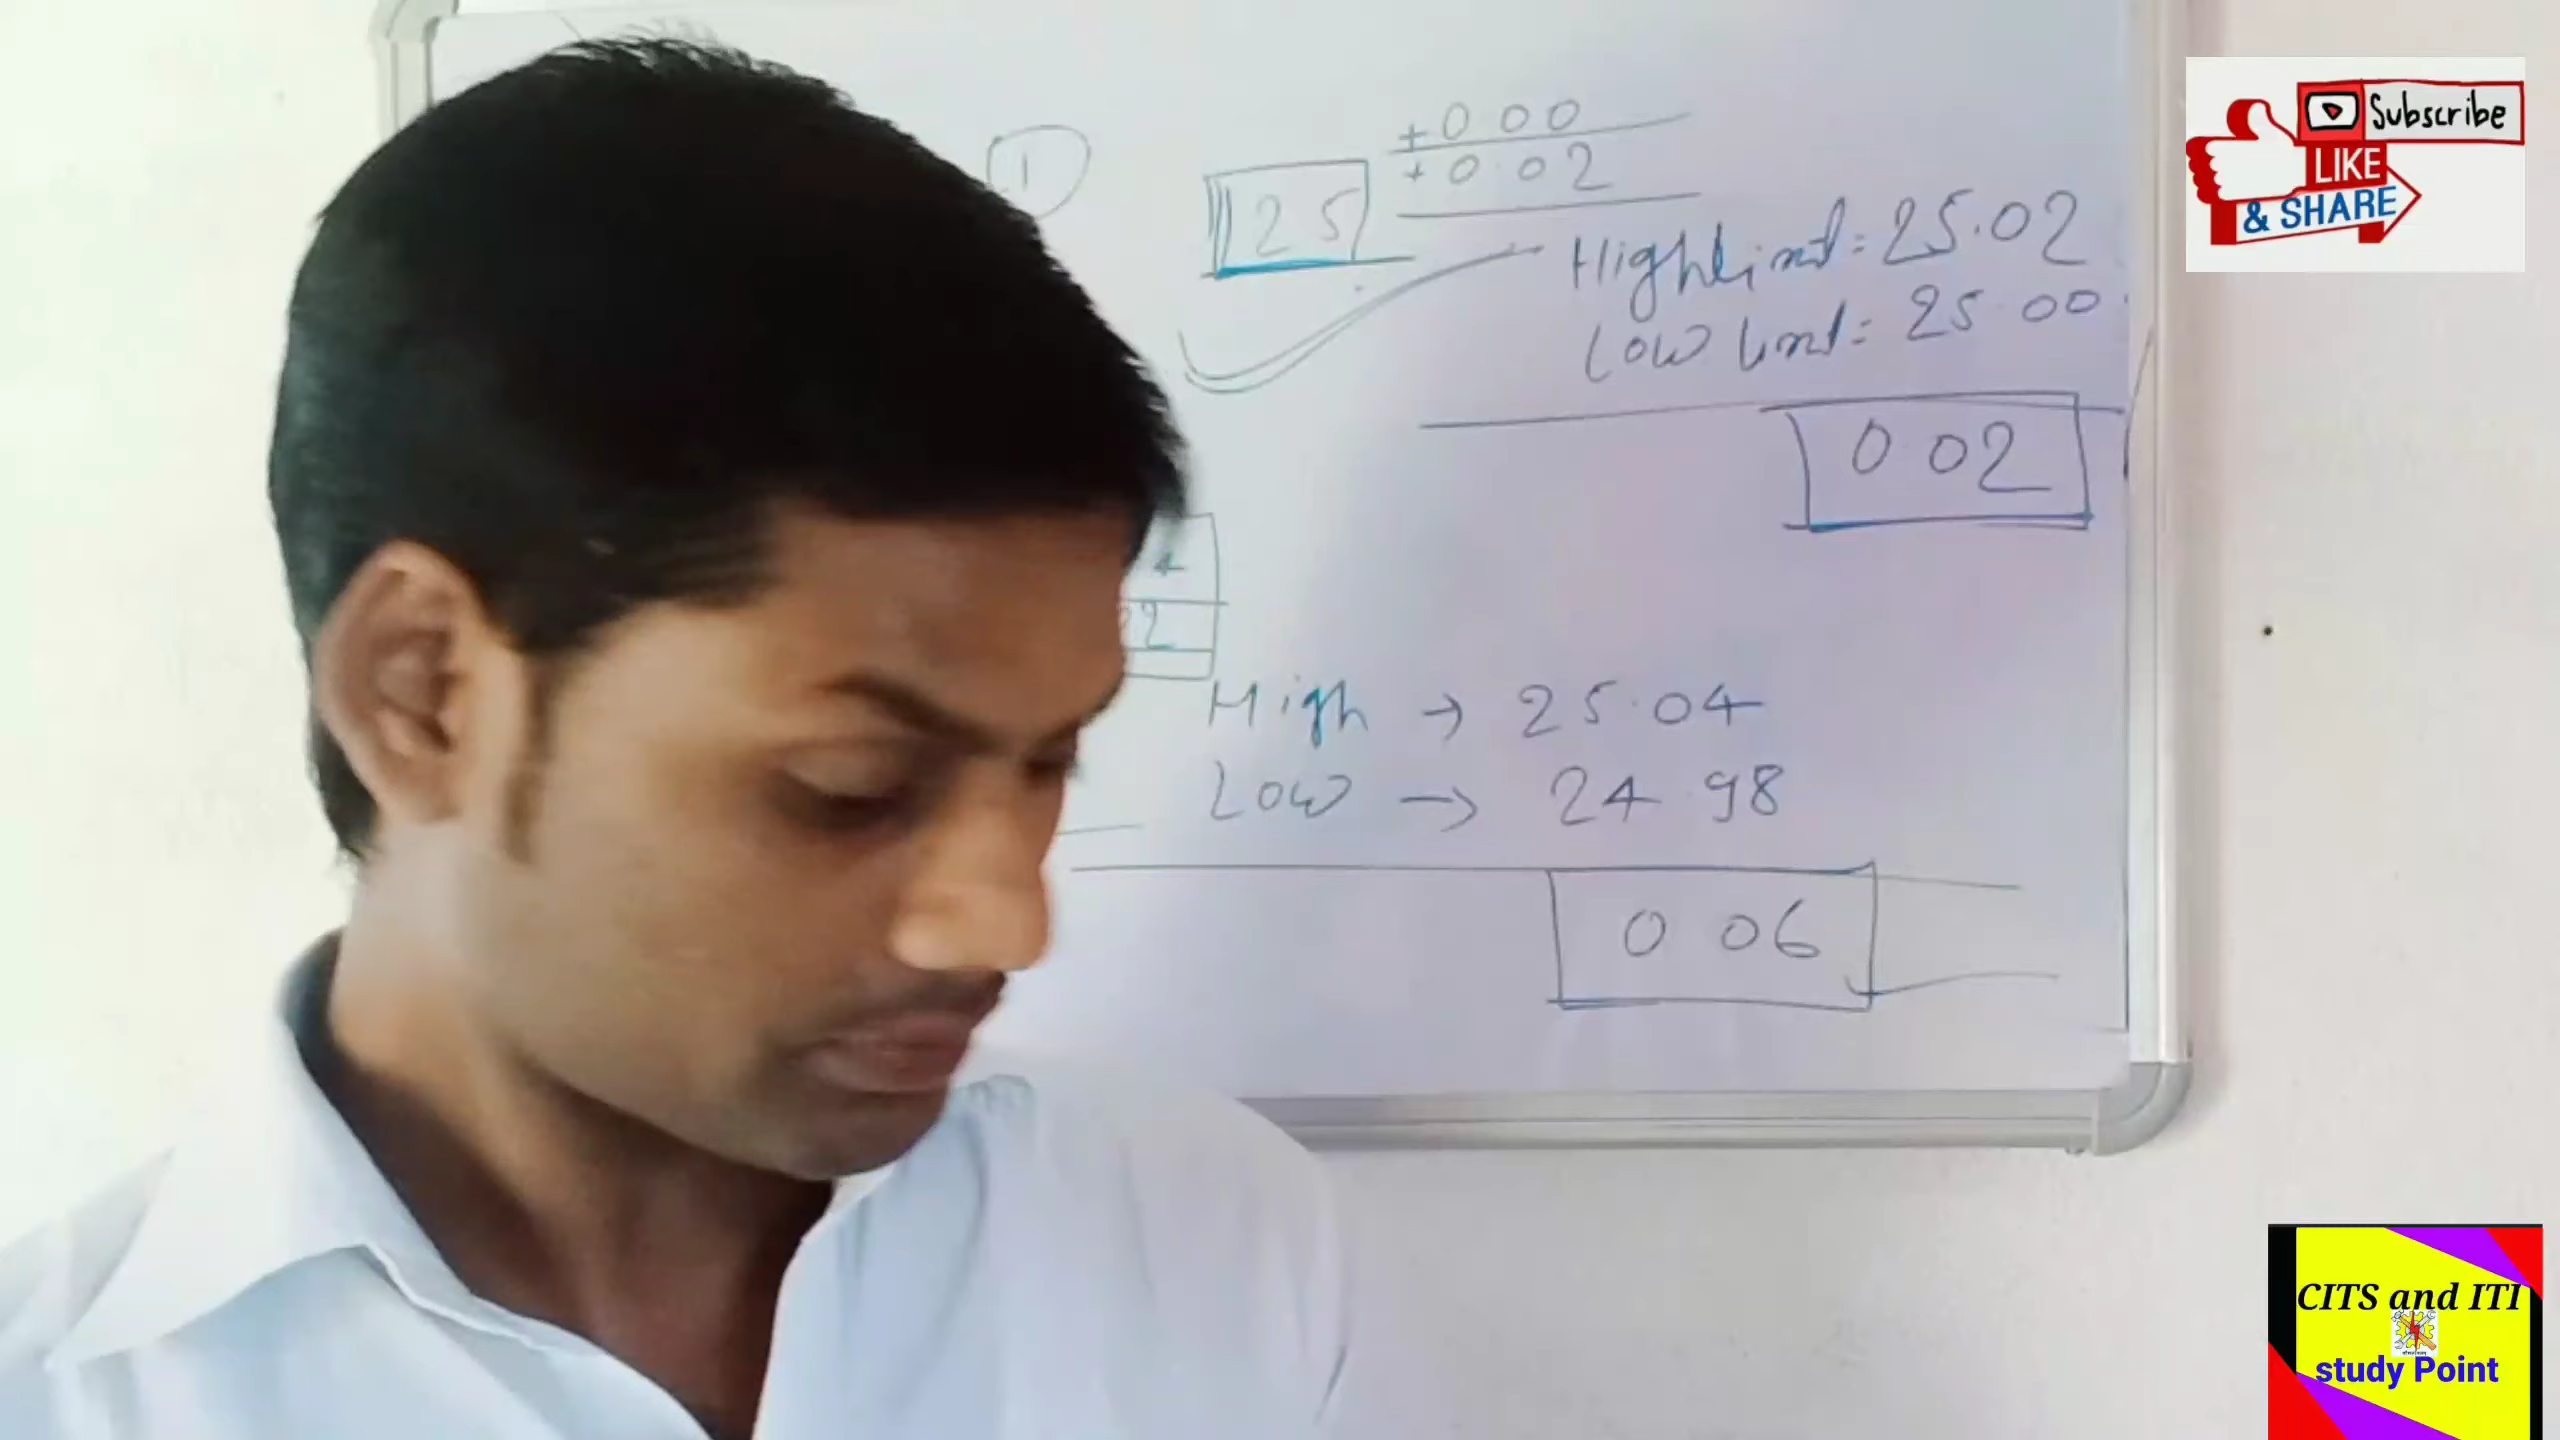 1
+0.00
25 +0.02
High limit = 25.02
Low limit = 25.00
0.02
High → 25.04
Low → 24.98
0.06
Subscribe
LIKE
& SHARE
CITS and ITI
study Point